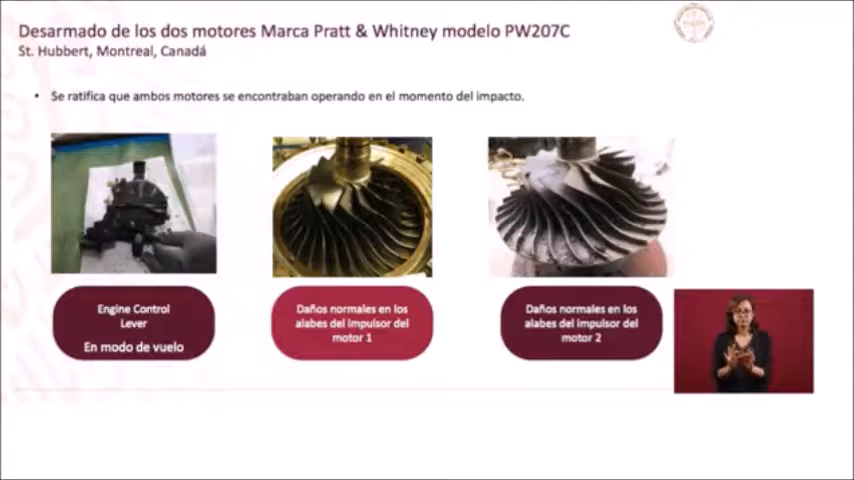 Desarmado de los dos motores Marca Pratt & Whitney modelo PW207C
St. Hubbert, Montreal, Canadá
• Se ratifica que ambos motores se encontraban operando en el momento del impacto.
Engine Control
Lever
En modo de vuelo
Daños normales en los
alabes del impulsor del
motor 1
Daños normales en los
alabes del impulsor del
motor 2